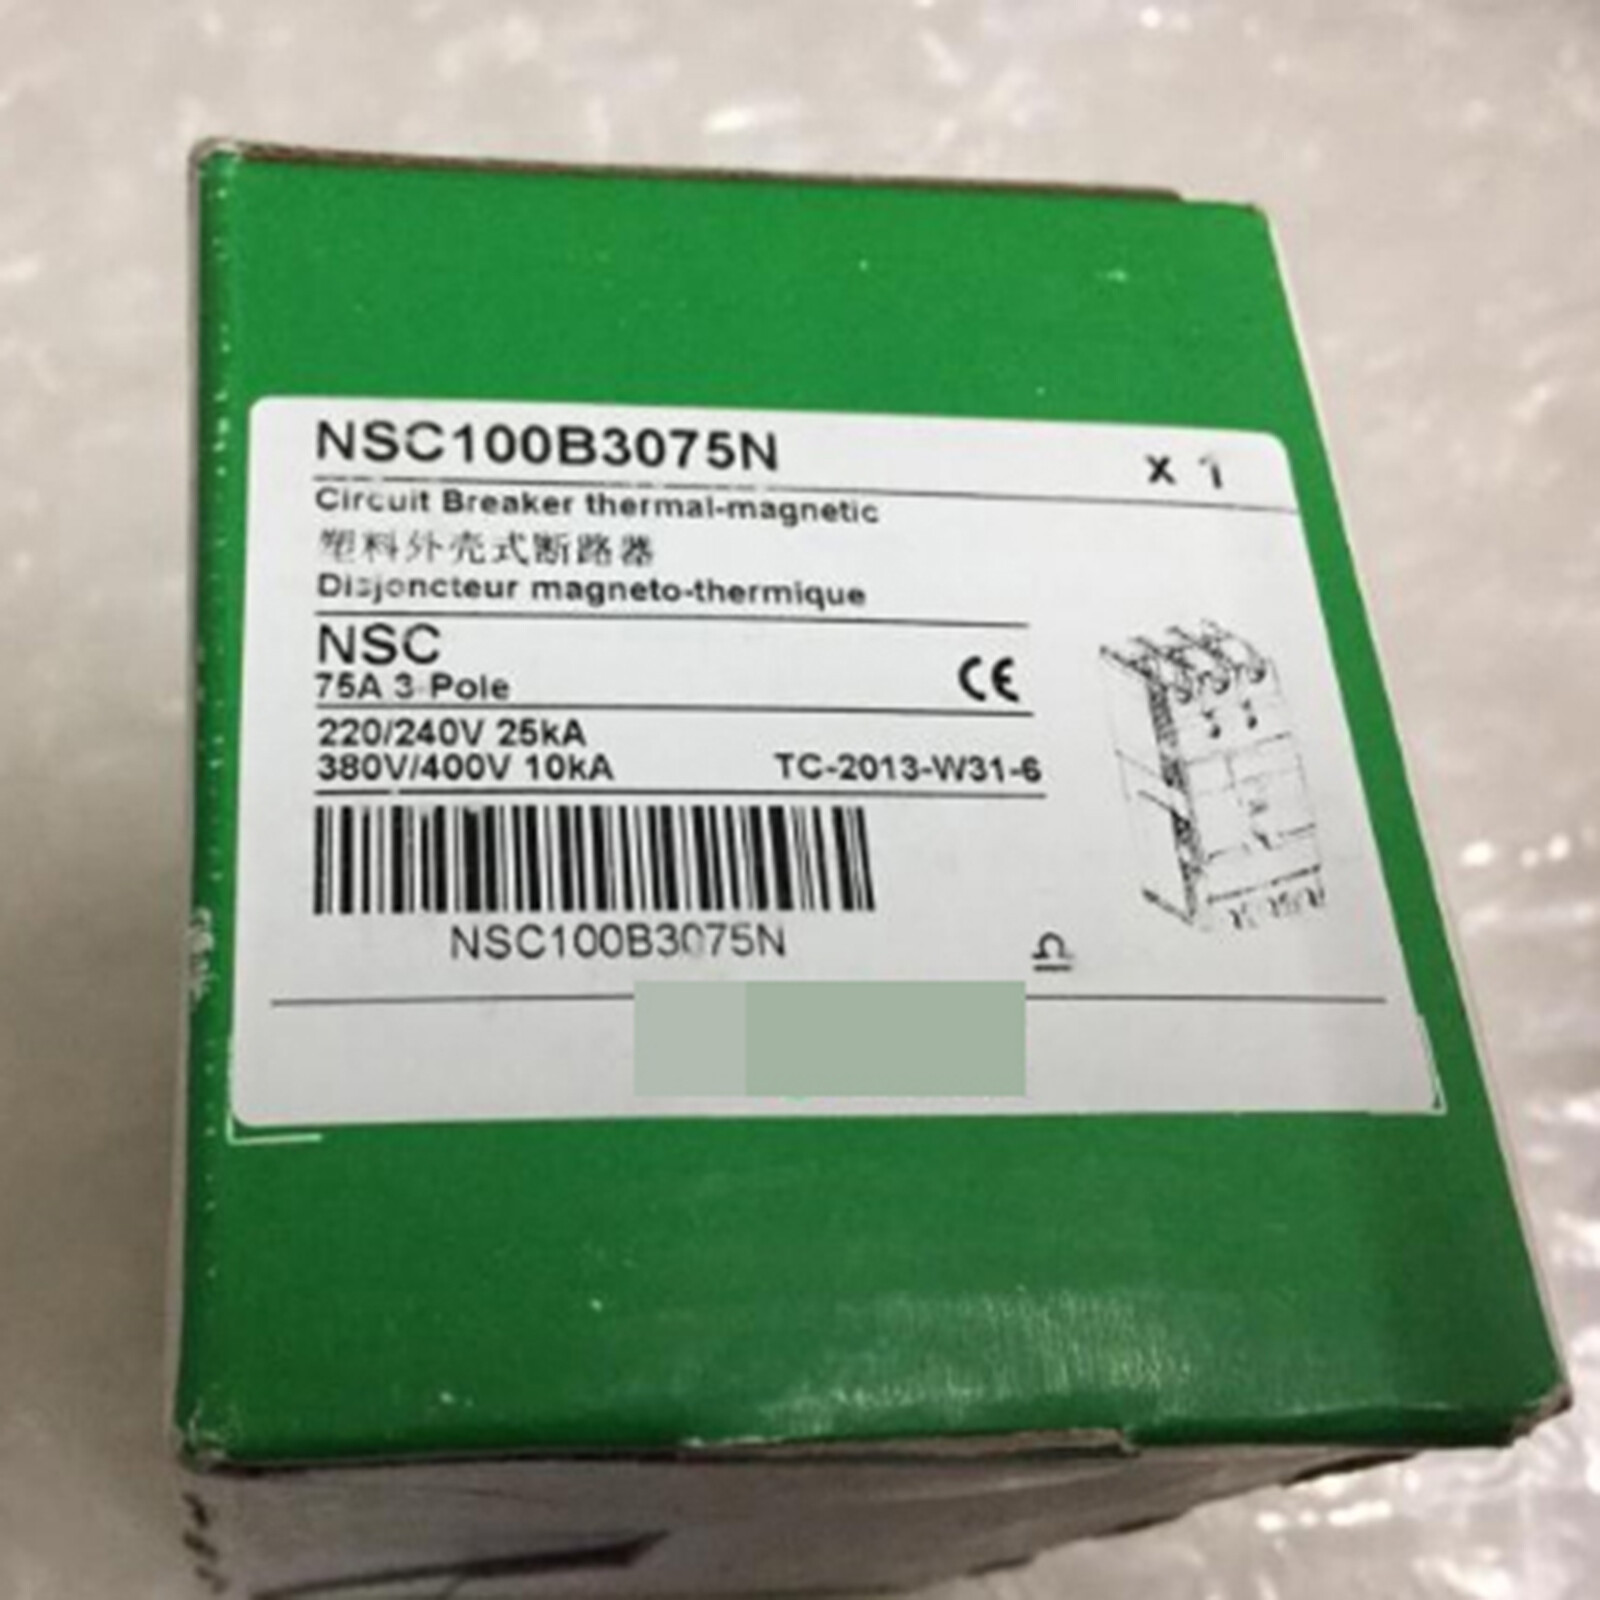 NSC100B3075N
X 1
Circuit Breaker thermal-magnetic
塑料外壳式断路器
Disjoncteur magneto-thermique
NSC
75A 3-Pole
CE
220/240V 25kA
380V/400V 10kA TC-2013-W31-6
NSC100B3075N